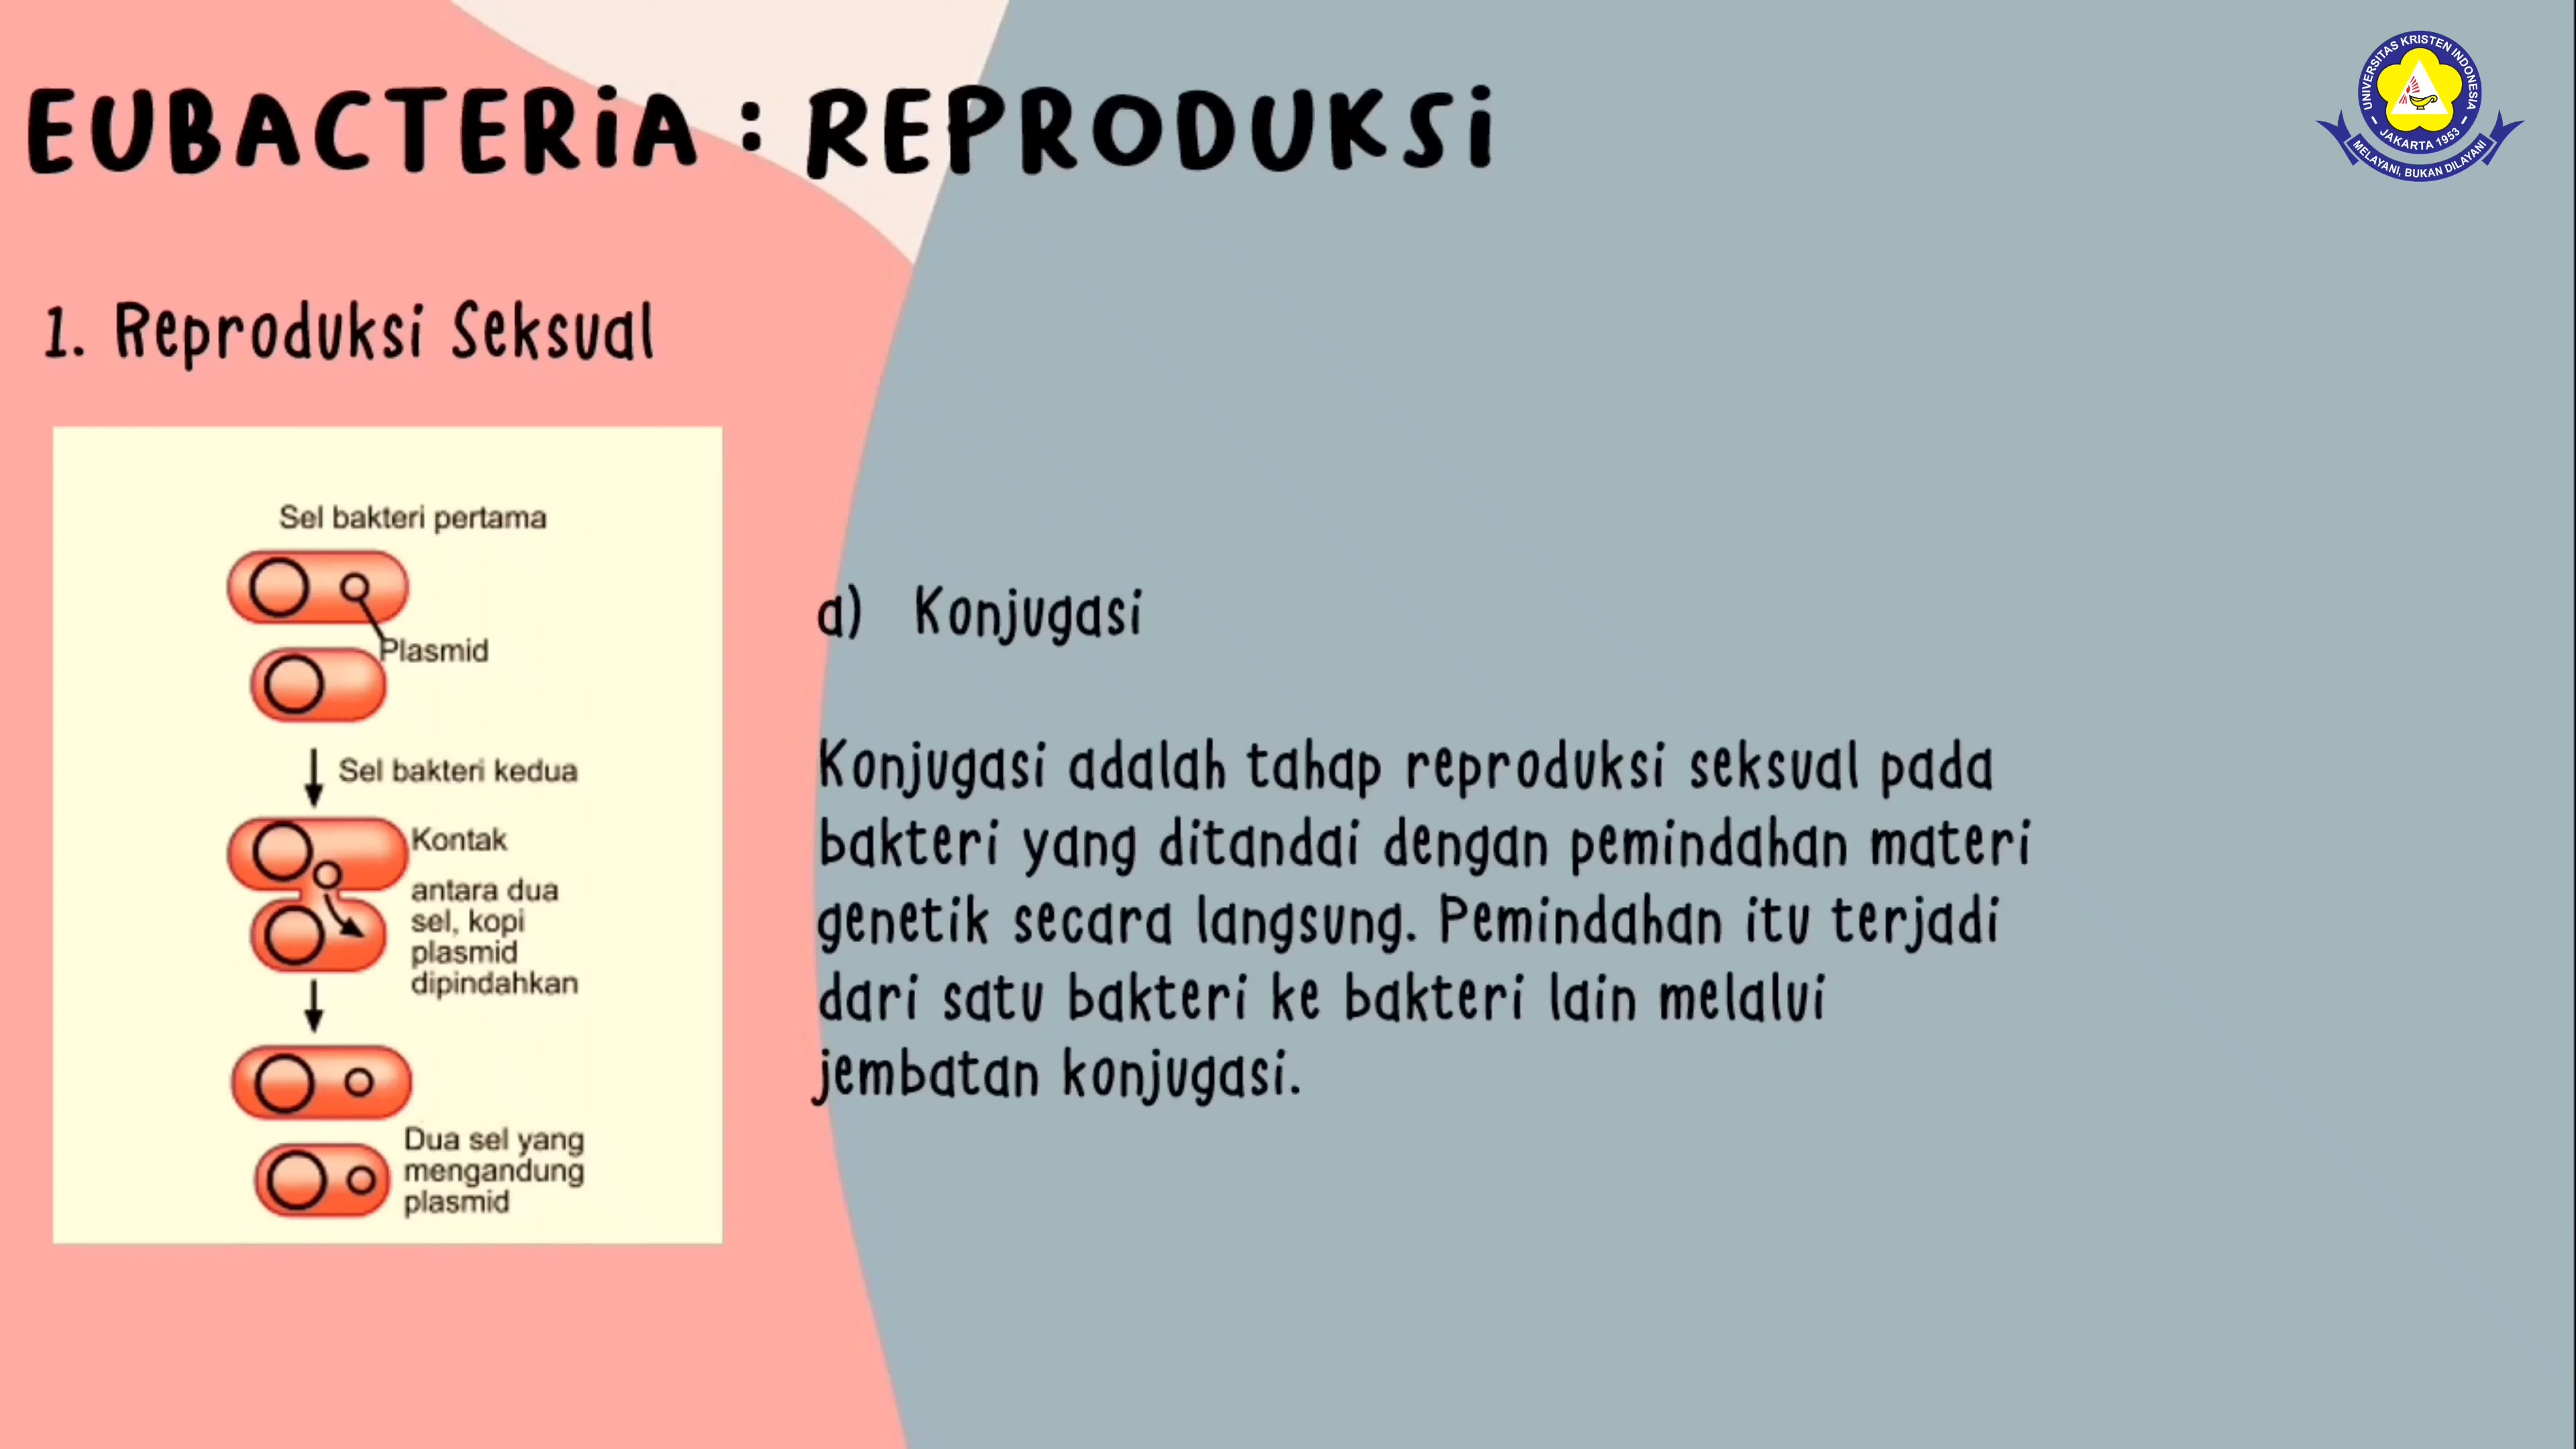 EUBACTERIA : REPRODUKSI
UNIVERSITAS KRISTEN INDONESIA
- JAKARTA 1953 -
MELAYANI, BUKAN DILAYANI
1. Reproduksi Seksual
Sel bakteri pertama
Plasmid
Sel bakteri kedua
Kontak
antara dua
sel, kopi
plasmid
dipindahkan
Dua sel yang
mengandung
plasmid
a) Konjugasi
Konjugasi adalah tahap reproduksi seksual pada
bakteri yang ditandai dengan pemindahan materi
genetik secara langsung. Pemindahan itu terjadi
dari satu bakteri ke bakteri lain melalui
jembatan konjugasi.